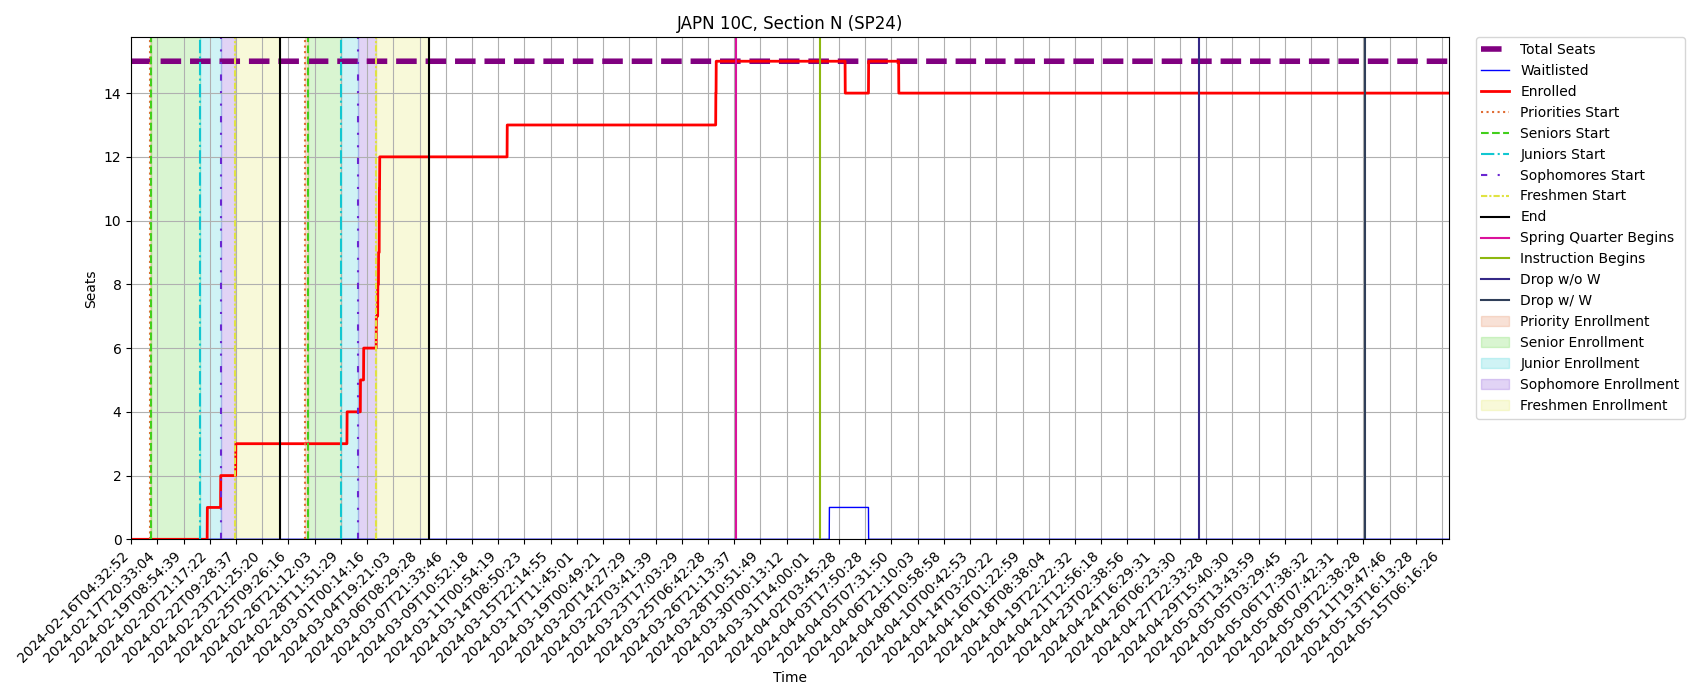 JAPN 10C, Section N (SP24)
Seats
14
12
10
8
6
4
2
0
2024-02-16T04:32:52
2024-02-17T20:33:04
2024-02-19T08:54:39
2024-02-20T21:17:22
2024-02-22T09:28:37
2024-02-23T21:25:20
2024-02-25T09:26:16
2024-02-26T21:12:03
2024-02-28T11:51:29
2024-03-01T00:14:16
2024-03-04T19:21:03
2024-03-06T08:29:28
2024-03-07T21:33:46
2024-03-09T10:52:18
2024-03-11T00:54:19
2024-03-14T08:50:23
2024-03-15T22:14:55
2024-03-17T11:45:01
2024-03-19T00:49:21
2024-03-20T14:27:29
2024-03-22T03:41:39
2024-03-23T17:03:29
2024-03-25T06:42:28
2024-03-26T21:13:37
2024-03-28T10:51:49
2024-03-30T00:13:12
2024-03-31T14:00:01
2024-04-02T03:45:28
2024-04-03T17:50:28
2024-04-05T07:31:50
2024-04-06T21:10:03
2024-04-08T10:58:58
2024-04-10T00:42:53
2024-04-14T03:20:22
2024-04-16T01:22:59
2024-04-18T08:38:04
2024-04-19T22:22:32
2024-04-21T12:56:18
2024-04-23T02:38:56
2024-04-24T16:29:31
2024-04-26T06:23:30
2024-04-27T22:33:28
2024-04-29T15:40:30
2024-05-03T13:43:59
2024-05-05T03:29:45
2024-05-06T17:38:32
2024-05-08T07:42:31
2024-05-09T22:38:28
2024-05-11T19:47:46
2024-05-13T16:13:28
2024-05-15T06:16:26
Time
Total Seats
Waitlisted
Enrolled
Priorities Start
Seniors Start
Juniors Start
Sophomores Start
Freshmen Start
End
Spring Quarter Begins
Instruction Begins
Drop w/o W
Drop w/ W
Priority Enrollment
Senior Enrollment
Junior Enrollment
Sophomore Enrollment
Freshmen Enrollment